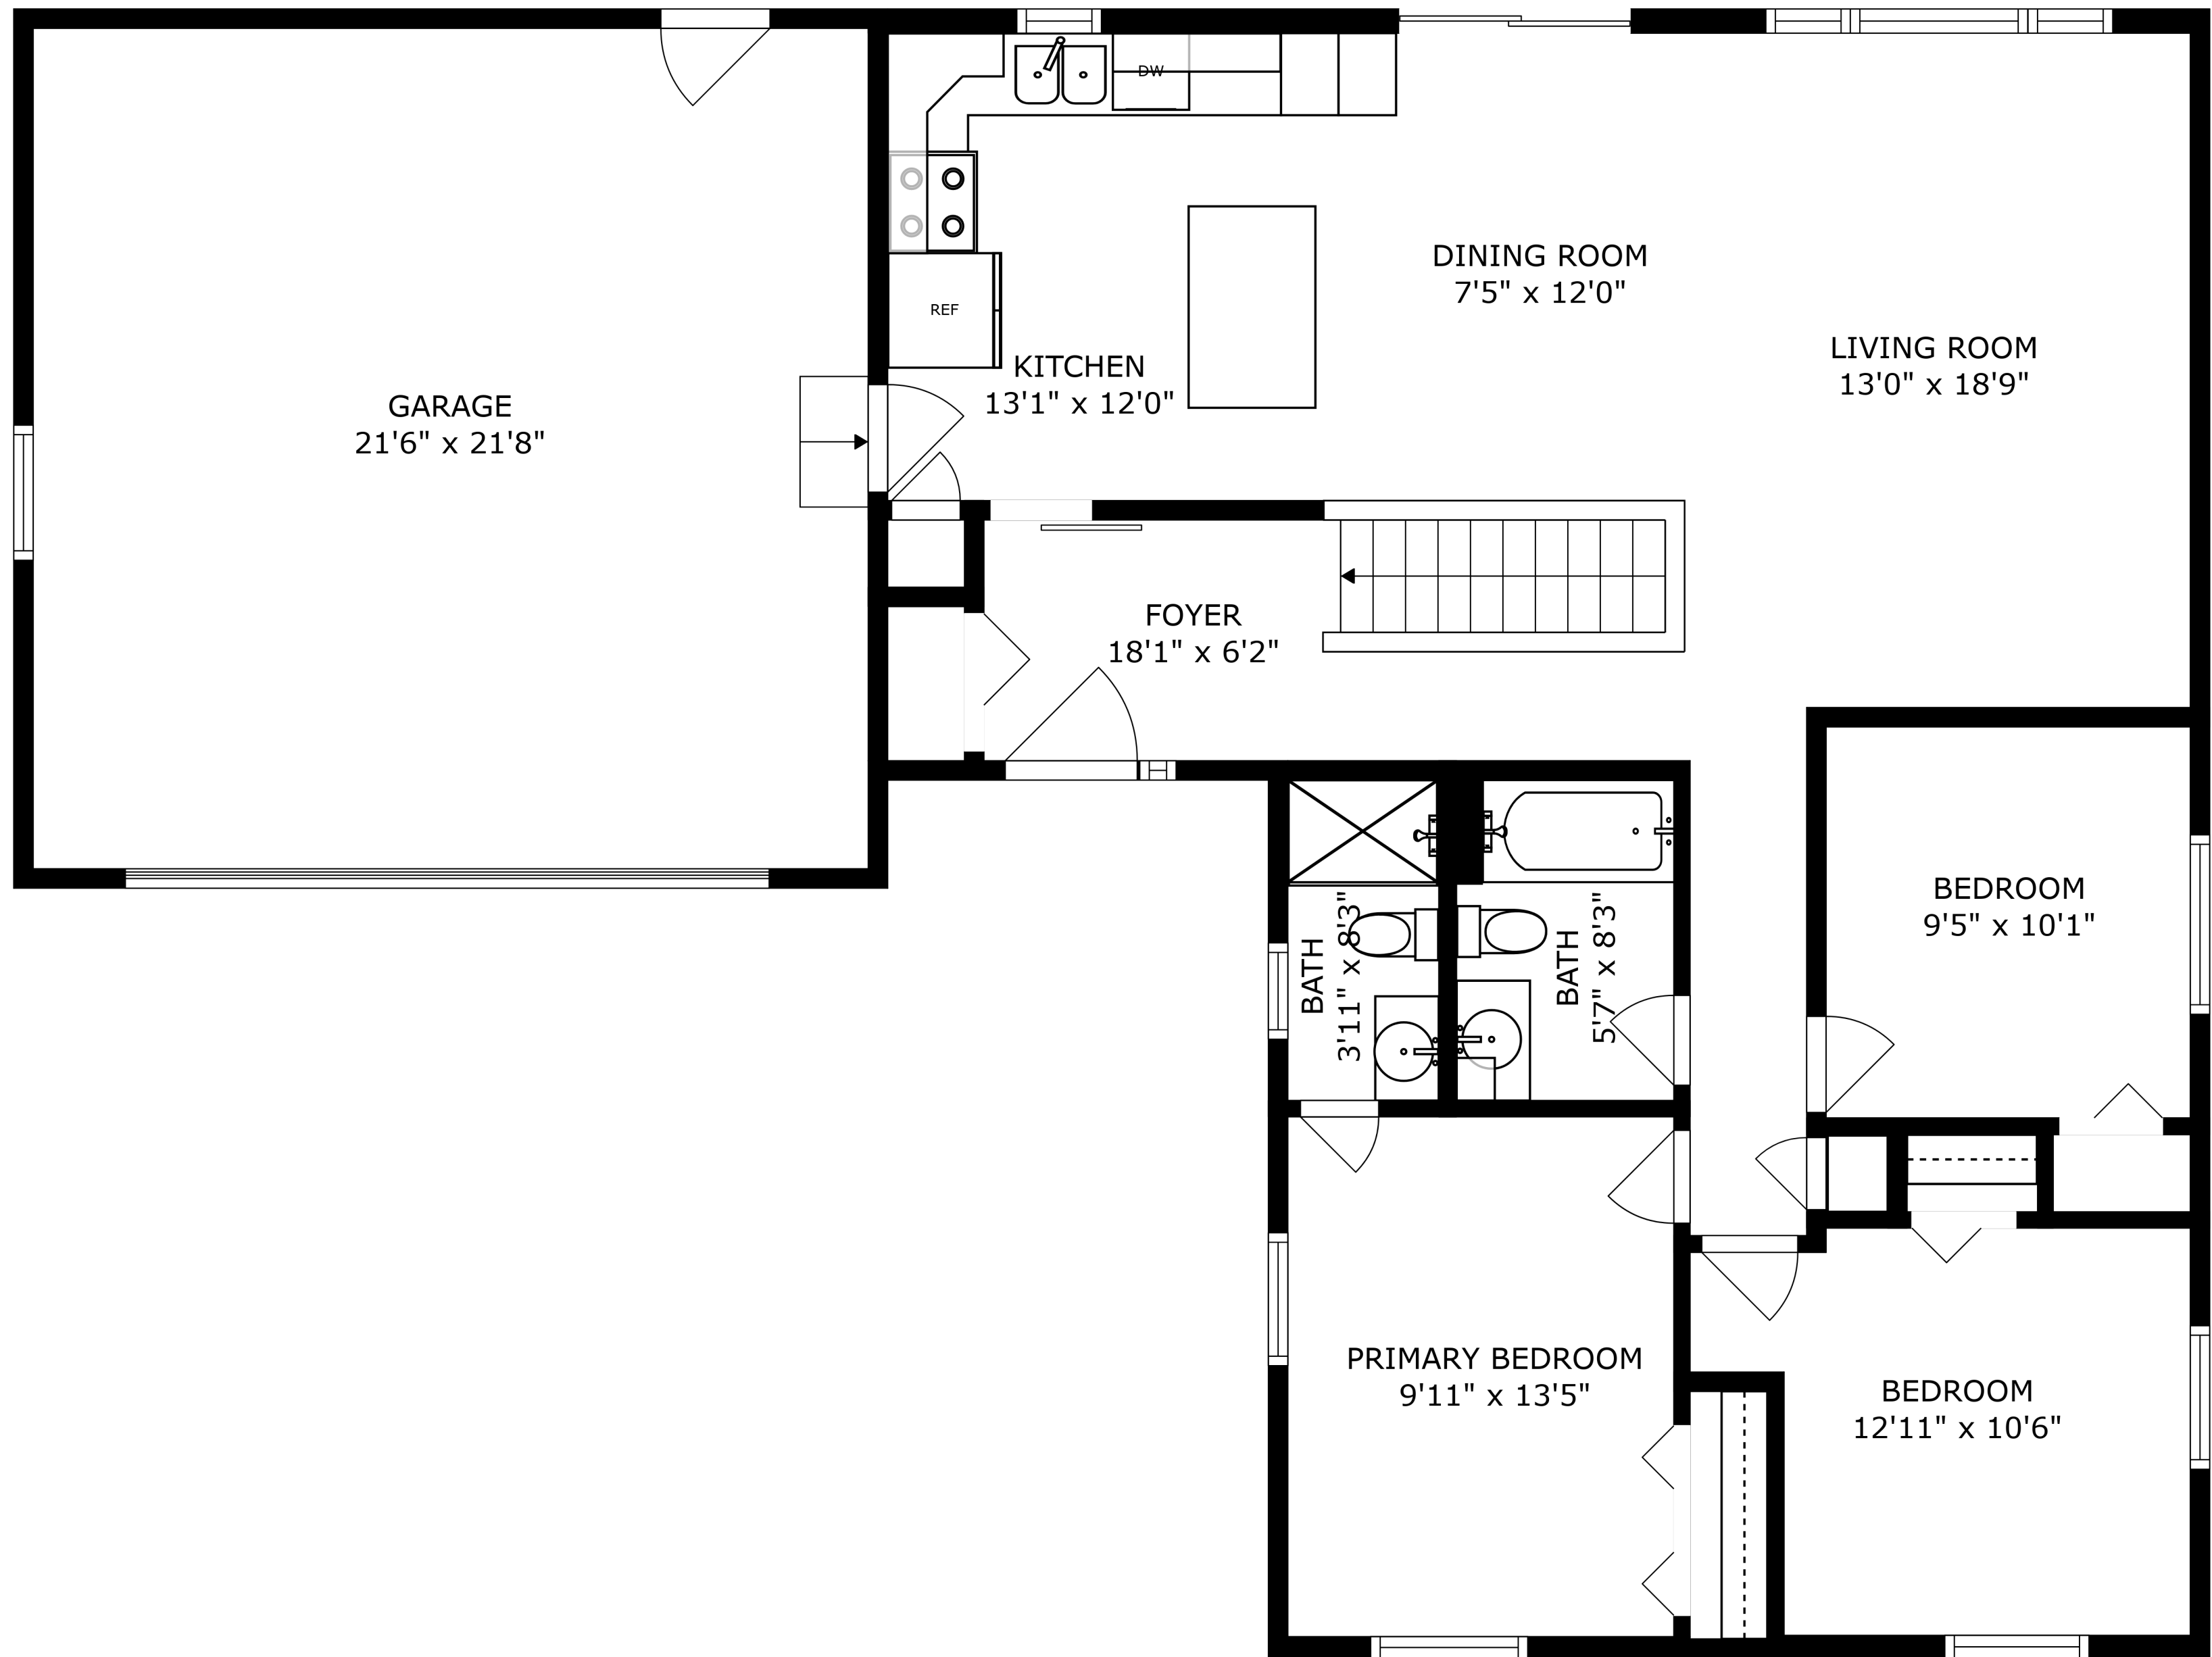 DW
REF
DINING ROOM
7'5" x 12'0"
LIVING ROOM
13'0" x 18'9"
KITCHEN
13'1" x 12'0"
GARAGE
21'6" x 21'8"
FOYER
18'1" x 6'2"
BEDROOM
9'5" x 10'1"
BATH
3'11" x 8'3"
BATH
5'7" x 8'3"
PRIMARY BEDROOM
9'11" x 13'5"
BEDROOM
12'11" x 10'6"